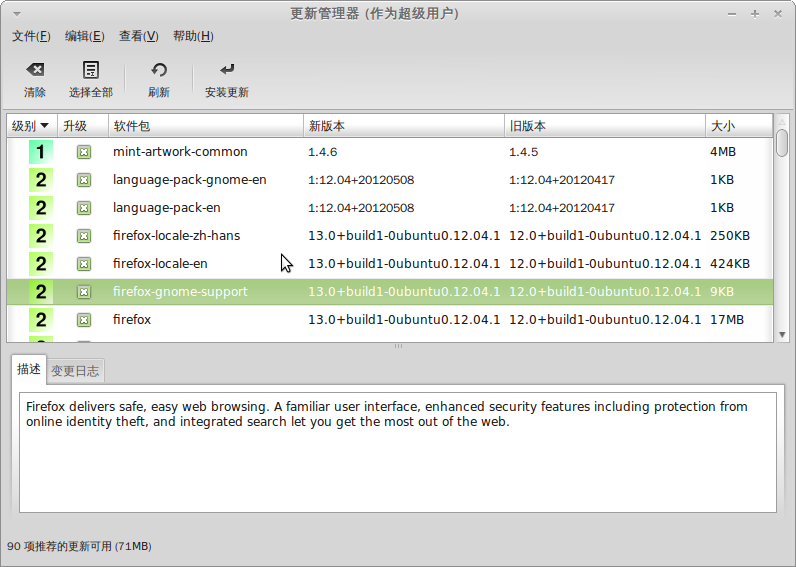 更新管理器 (作为超级用户)
文件(F) 编辑(E) 查看(V) 帮助(H)
清除 选择全部 刷新 安装更新
级别 升级 软件包 新版本 旧版本 大小
1 mint-artwork-common 1.4.6 1.4.5 4MB
2 language-pack-gnome-en 1:12.04+20120508 1:12.04+20120417 1KB
2 language-pack-en 1:12.04+20120508 1:12.04+20120417 1KB
2 firefox-locale-zh-hans 13.0+build1-0ubuntu0.12.04.1 12.0+build1-0ubuntu0.12.04.1 250KB
2 firefox-locale-en 13.0+build1-0ubuntu0.12.04.1 12.0+build1-0ubuntu0.12.04.1 424KB
2 firefox-gnome-support 13.0+build1-0ubuntu0.12.04.1 12.0+build1-0ubuntu0.12.04.1 9KB
2 firefox 13.0+build1-0ubuntu0.12.04.1 12.0+build1-0ubuntu0.12.04.1 17MB
描述 变更日志
Firefox delivers safe, easy web browsing. A familiar user interface, enhanced security features including protection from
online identity theft, and integrated search let you get the most out of the web.
90 项推荐的更新可用 (71MB)